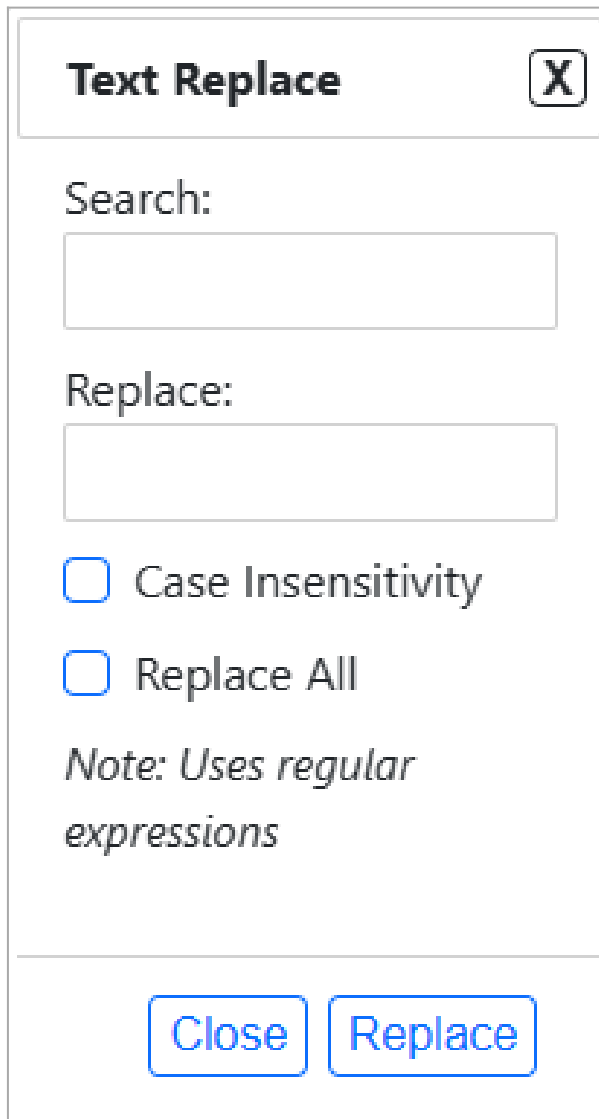 Text Replace X
Search:
Replace:
Case Insensitivity
Replace All
Note: Uses regular
expressions
Close Replace